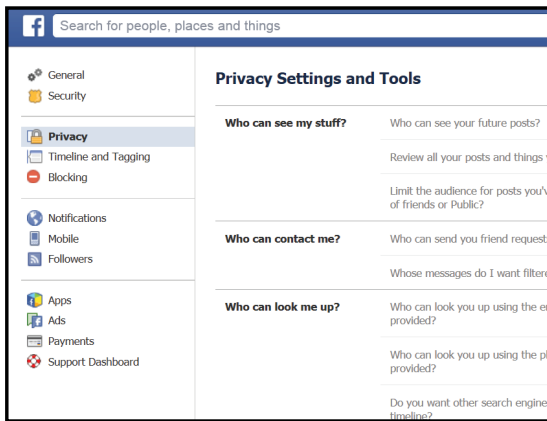 f Search for people, places and things
General
Security
Privacy
Timeline and Tagging
Blocking
Notifications
Mobile
Followers
Apps
Ads
Payments
Support Dashboard
Privacy Settings and Tools
Who can see my stuff?
Who can see your future posts?
Review all your posts and things
Limit the audience for posts you'v
of friends or Public?
Who can contact me?
Who can send you friend requests
Whose messages do I want filtere
Who can look me up?
Who can look you up using the e
provided?
Who can look you up using the p
provided?
Do you want other search engine
timeline?